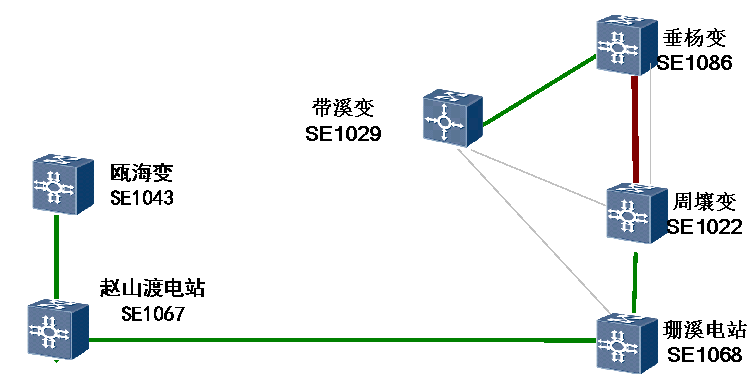 垂杨变
SE1086
带溪变
SE1029
瓯海变
SE1043
周壤变
SE1022
赵山渡电站
SE1067
珊溪电站
SE1068